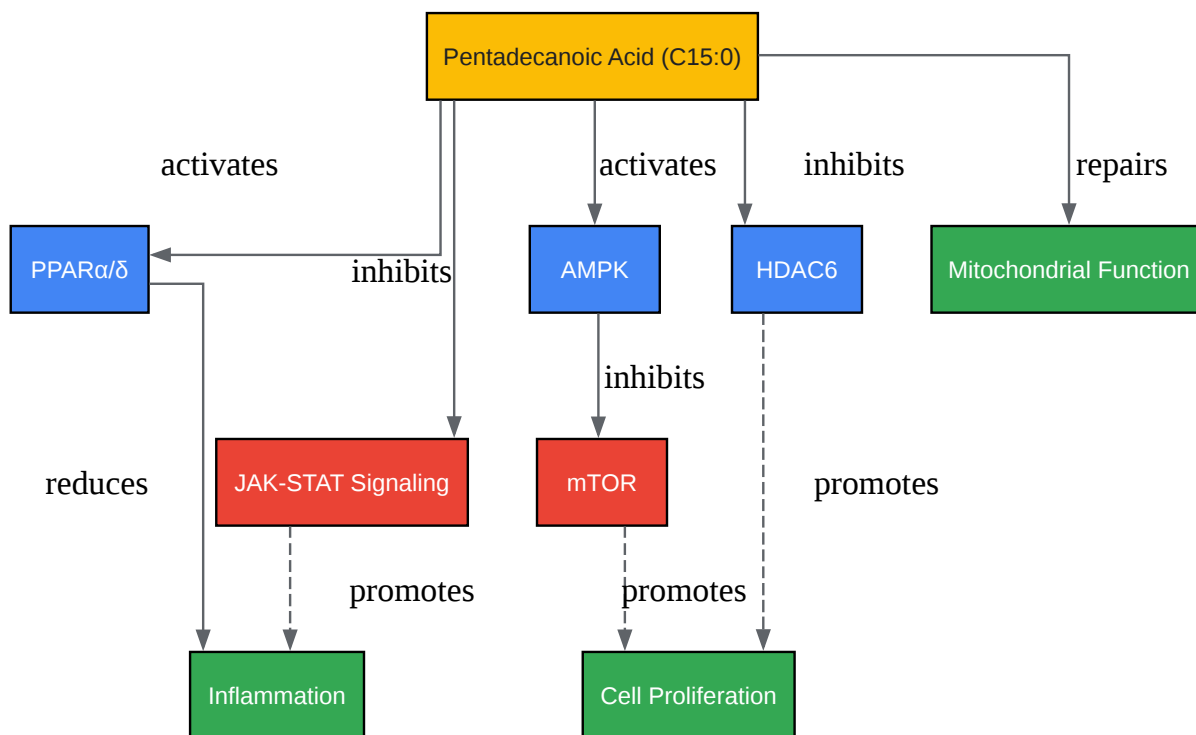 Pentadecanoic Acid (C15:0)
activates
activates
inhibits
repairs
PPARα/δ
inhibits
AMPK
HDAC6
Mitochondrial Function
inhibits
reduces
JAK-STAT Signaling
mTOR
promotes
promotes
promotes
Inflammation
Cell Proliferation